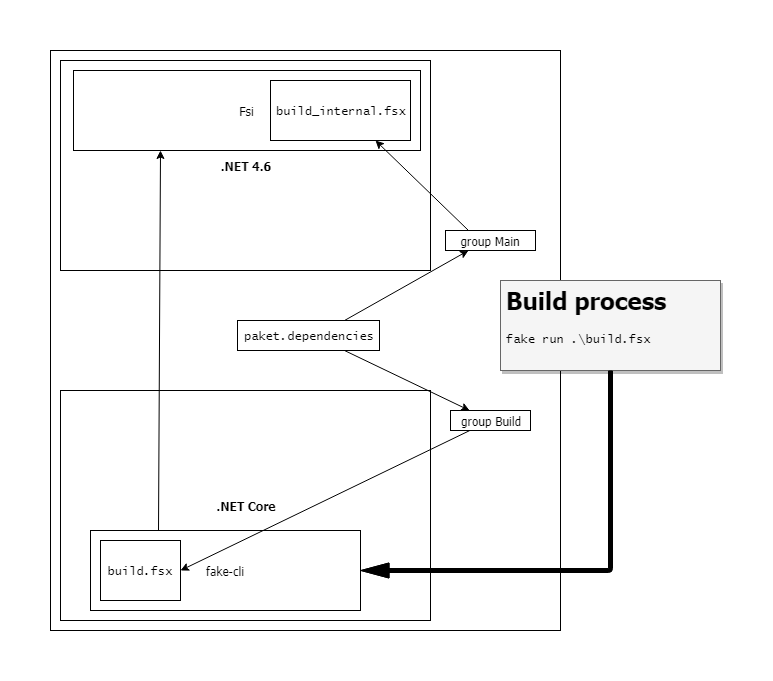 Fsi
build_internal.fsx
.NET 4.6
group Main
Build process
paket.dependencies
fake run .\build.fsx
group Build
.NET Core
build.fsx
fake-cli